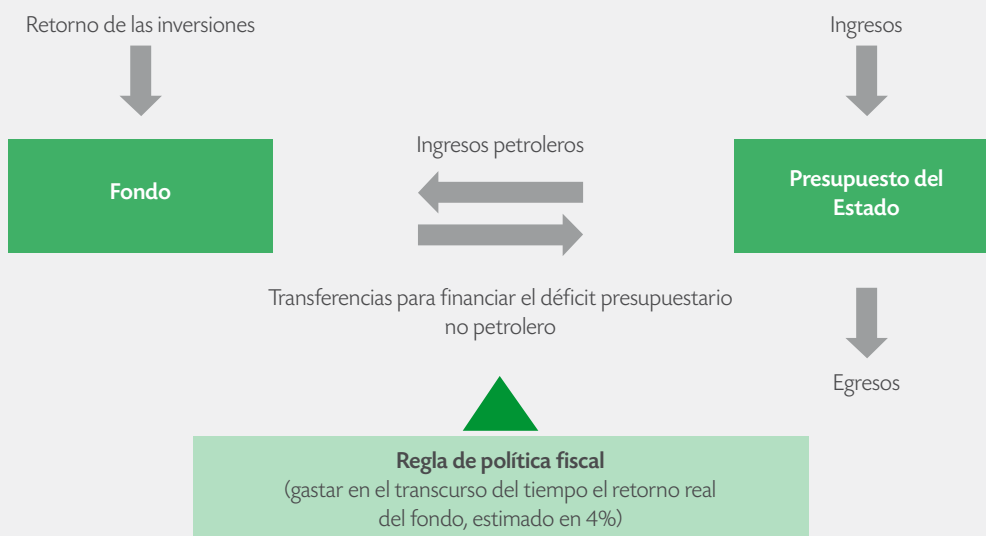 Retorno de las inversiones
Ingresos
Ingresos petroleros
Fondo
Presupuesto del
Estado
Transferencias para financiar el déficit presupuestario
no petrolero
Egresos
Regla de política fiscal
(gastar en el transcurso del tiempo el retorno real
del fondo, estimado en 4%)